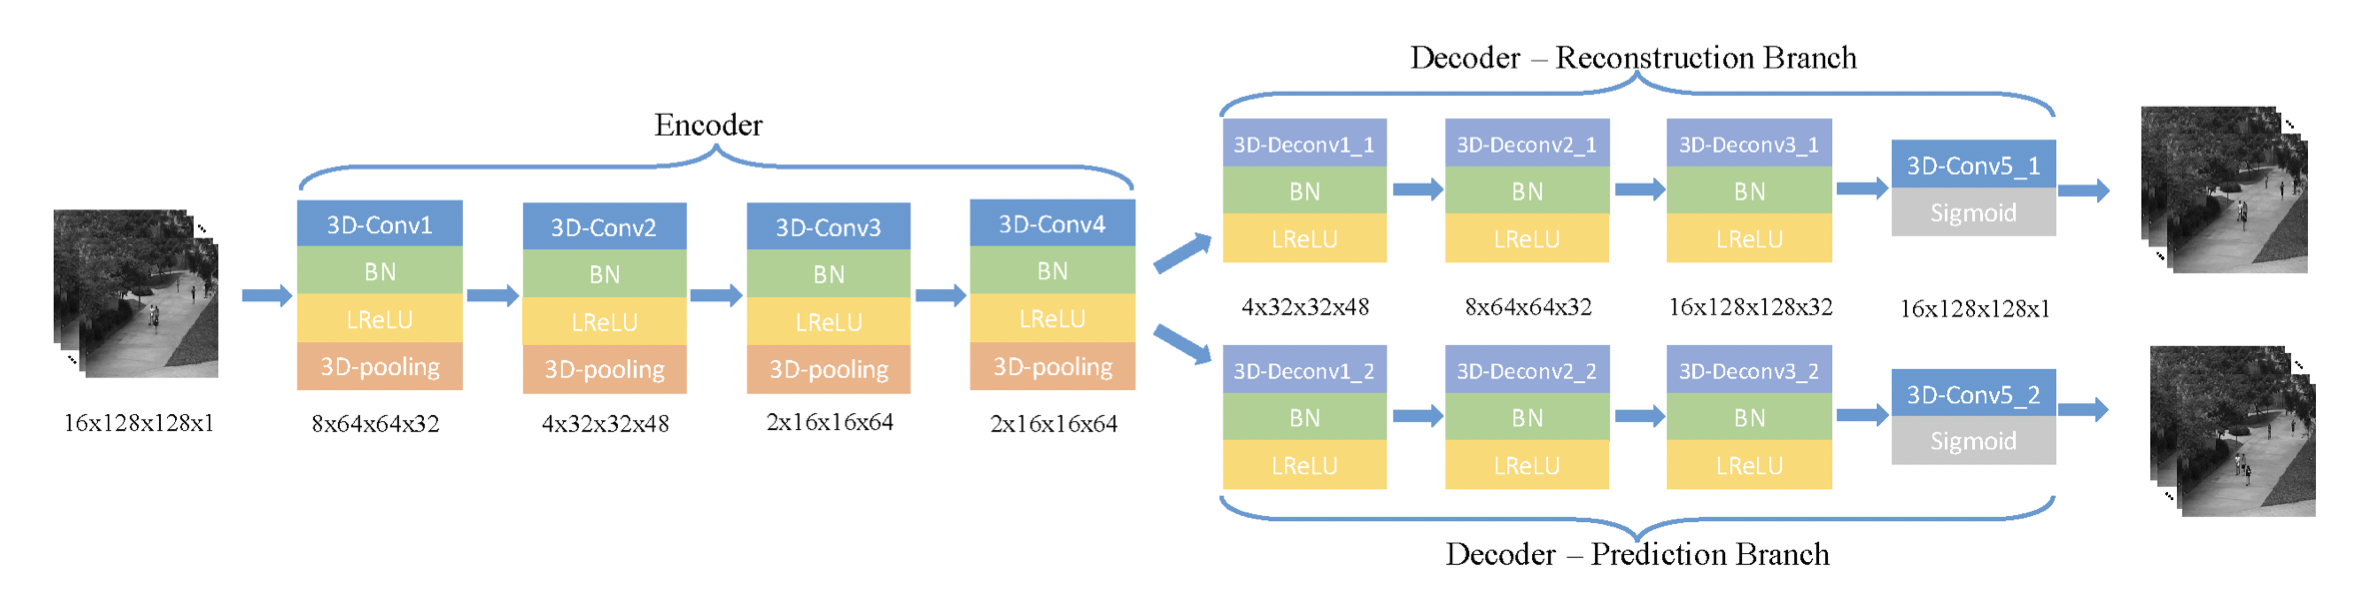 Decoder – Reconstruction Branch
Encoder
3D-Conv1
BN
LReLU
3D-pooling
3D-Conv2
BN
LReLU
3D-pooling
3D-Conv3
BN
LReLU
3D-pooling
3D-Conv4
BN
LReLU
3D-pooling
16x128x128x1
8x64x64x32
4x32x32x48
2x16x16x64
2x16x16x64
3D-Deconv1_1
BN
LReLU
3D-Deconv2_1
BN
LReLU
3D-Deconv3_1
BN
LReLU
3D-Conv5_1
Sigmoid
4x32x32x48
8x64x64x32
16x128x128x32
16x128x128x1
3D-Deconv1_2
BN
LReLU
3D-Deconv2_2
BN
LReLU
3D-Deconv3_2
BN
LReLU
3D-Conv5_2
Sigmoid
Decoder – Prediction Branch